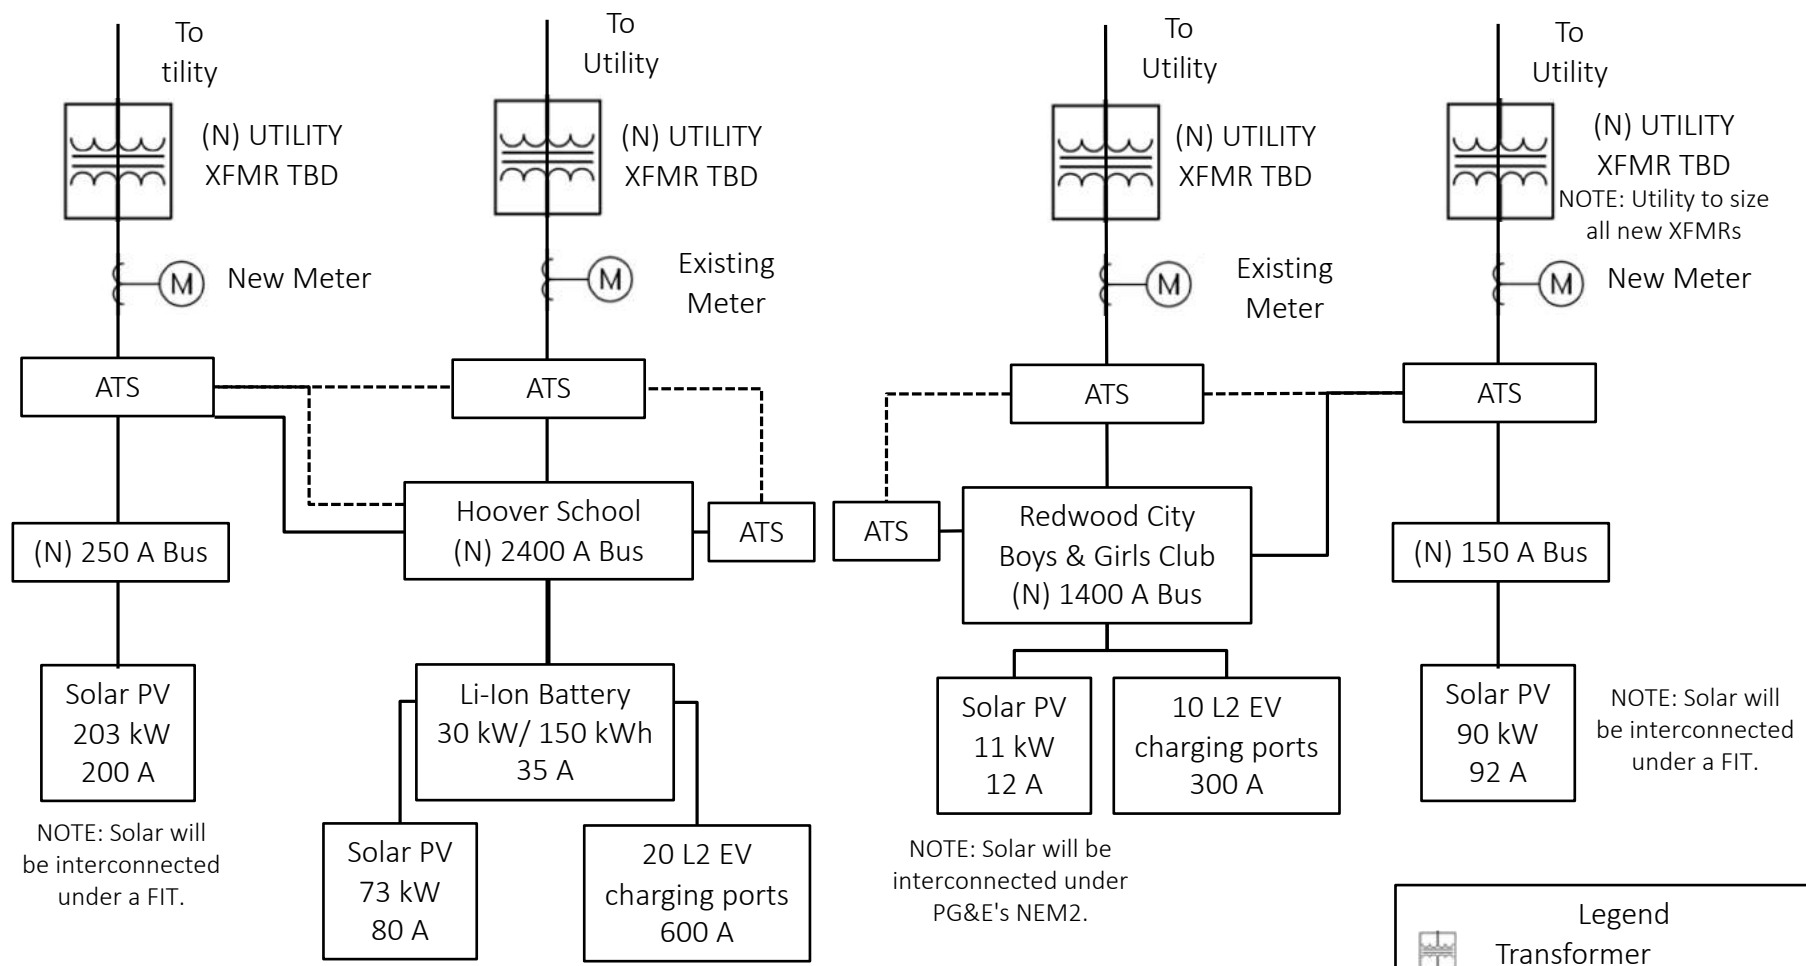 To
tility
(N) UTILITY
XFMR TBD
M
New Meter
To
Utility
(N) UTILITY
XFMR TBD
M
Existing
Meter
To
Utility
(N) UTILITY
XFMR TBD
M
Existing
Meter
To
Utility
(N) UTILITY
XFMR TBD
NOTE: Utility to size
all new XFMRs
M
New Meter
ATS
ATS
ATS
ATS
Hoover School
(N) 2400 A Bus
ATS
ATS
Redwood City
Boys & Girls Club
(N) 1400 A Bus
(N) 250 A Bus
(N) 150 A Bus
Solar PV
203 kW
200 A
NOTE: Solar will
be interconnected
under a FIT.
Li-Ion Battery
30 kW/ 150 kWh
35 A
Solar PV
73 kW
80 A
20 L2 EV
charging ports
600 A
Solar PV
11 kW
12 A
NOTE: Solar will be
interconnected under
PG&E's NEM2.
10 L2 EV
charging ports
300 A
Solar PV
90 kW
92 A
NOTE: Solar will
be interconnected
under a FIT.
Legend
Transformer